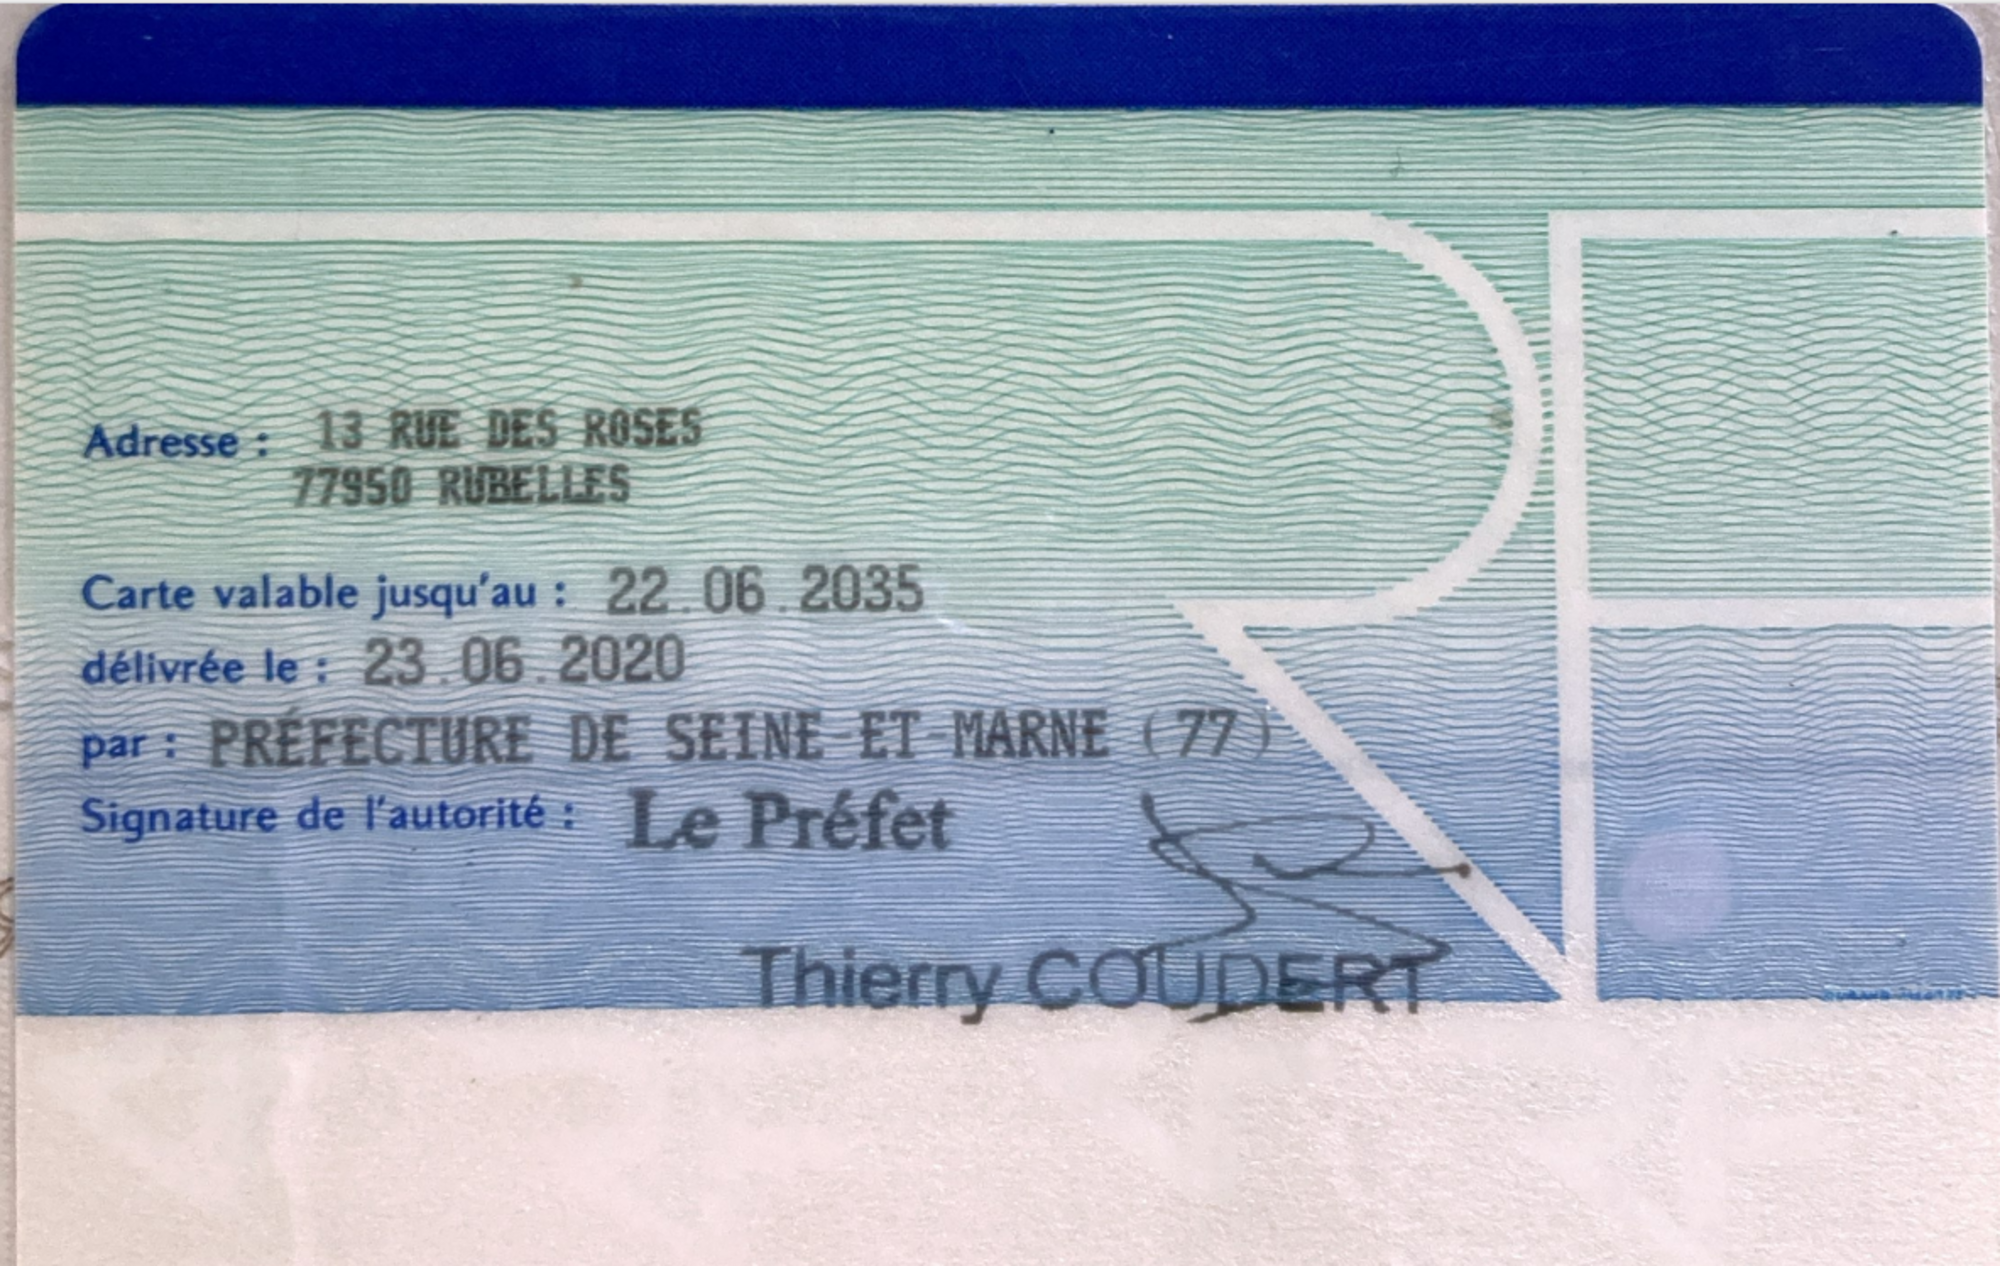 Adresse : 13 RUE DES ROSES
77950 RUBELLES
Carte valable jusqu'au : 22.06.2035
délivrée le : 23.06.2020
par : PRÉFECTURE DE SEINE-ET-MARNE (77)
Signature de l'autorité : Le Préfet
Thierry COUDERT
RF